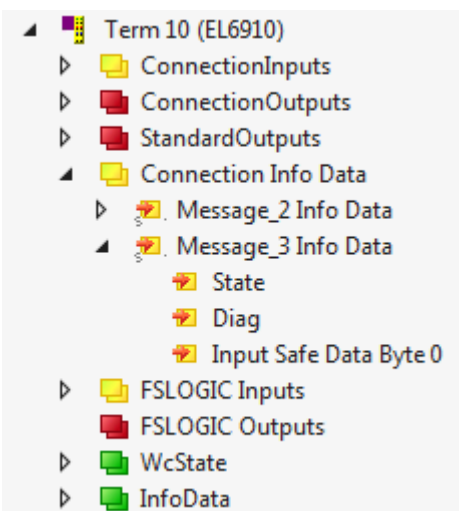 Term 10 (EL6910)
ConnectionInputs
ConnectionOutputs
StandardOutputs
Connection Info Data
Message_2 Info Data
Message_3 Info Data
State
Diag
Input Safe Data Byte 0
FSLOGIC Inputs
FSLOGIC Outputs
WcState
InfoData